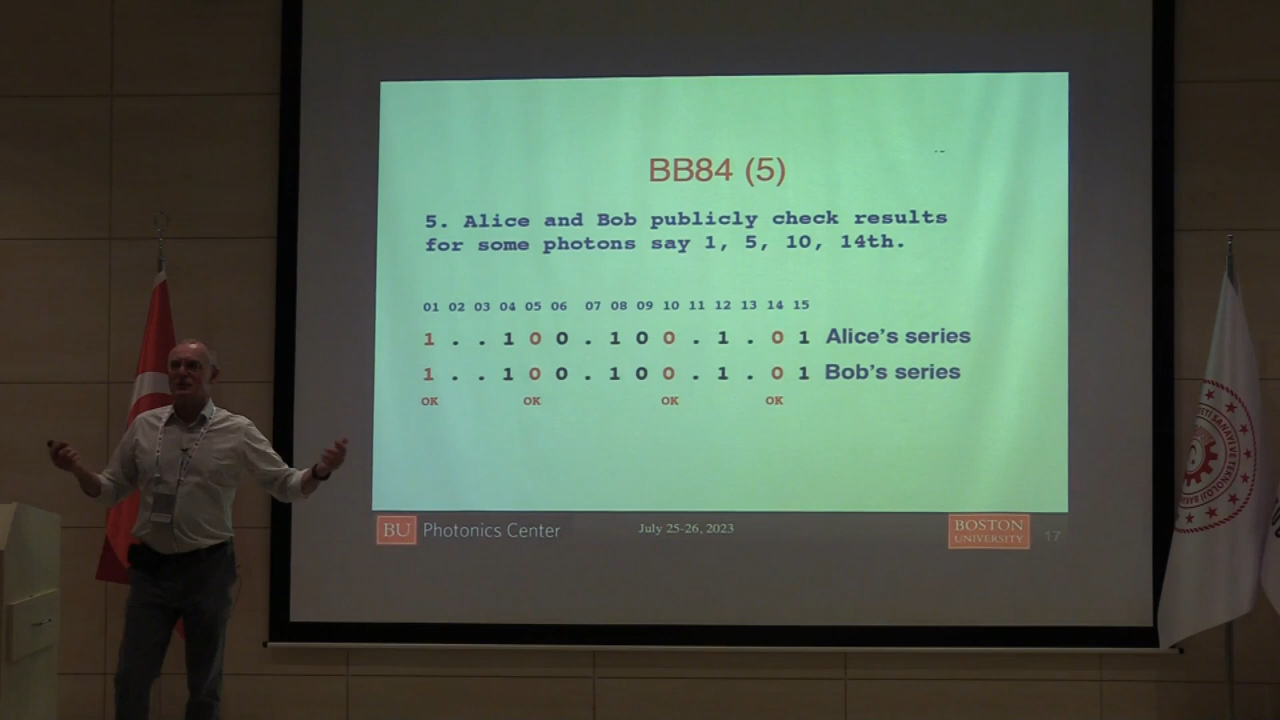 BB84 (5)
5. Alice and Bob publicly check results
for some photons say 1, 5, 10, 14th.
01 02 03 04 05 06 07 08 09 10 11 12 13 14 15
1 . . 1 0 0 . 1 0 0 . 1 . 0 1 Alice's series
1 . . 1 0 0 . 1 0 0 . 1 . 0 1 Bob's series
OK OK OK OK
BU Photonics Center
July 25-26, 2023
BOSTON
UNIVERSITY
17